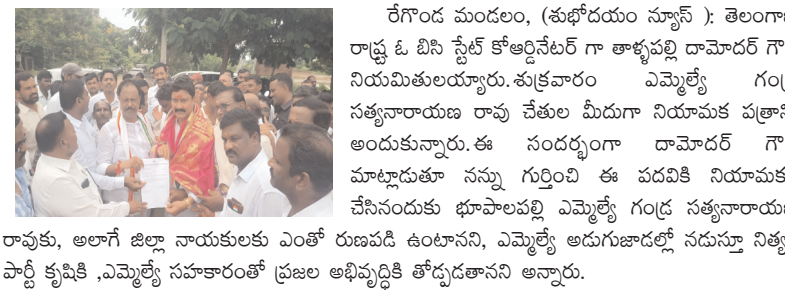 రేగొండ మండలం, (శుభోదయం న్యూస్ ): తెలంగాణ
రాష్ట్ర ఓ బిసి స్టేట్ కోఆర్డినేటర్ గా తాళ్ళపల్లి దామోదర్ గౌ
నియమితులయ్యారు.శుక్రవారం ఎమ్మెల్యే గండ్ర
సత్యనారాయణ రావు చేతుల మీదుగా నియామక పత్రాన్ని
అందుకున్నారు.ఈ సందర్భంగా దామోదర్ గౌ
మాట్లాడుతూ నన్ను గుర్తించి ఈ పదవికి నియామక
చేసినందుకు భూపాలపల్లి ఎమ్మెల్యే గండ్ర సత్యనారాయణ
రావుకు, అలాగే జిల్లా నాయకులకు ఎంతో రుణపడి ఉంటానని, ఎమ్మెల్యే అడుగుజాడల్లో నడుస్తూ నిత్య
పార్టీ కృషికి ,ఎమ్మెల్యే సహకారంతో ప్రజల అభివృద్ధికి తోడ్పడతానని అన్నారు.